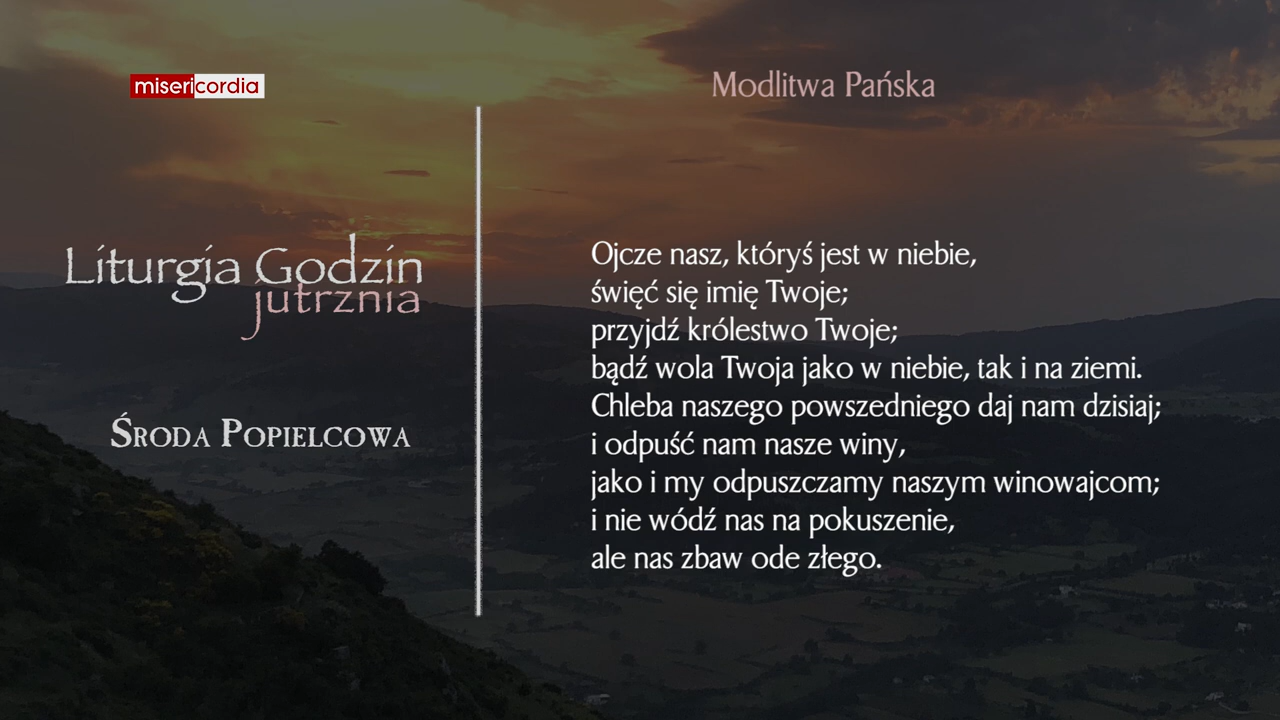 misericordia
Liturgia Godzin
jutrznia
Środa Popielcowa
Modlitwa Pańska
Ojcze nasz, któryś jest w niebie,
święć się imię Twoje;
przyjdź królestwo Twoje;
bądź wola Twoja jako w niebie, tak i na ziemi.
Chleba naszego powszedniego daj nam dzisiaj;
i odpuść nam nasze winy,
jako i my odpuszczamy naszym winowajcom;
i nie wódź nas na pokuszenie,
ale nas zbaw ode złego.